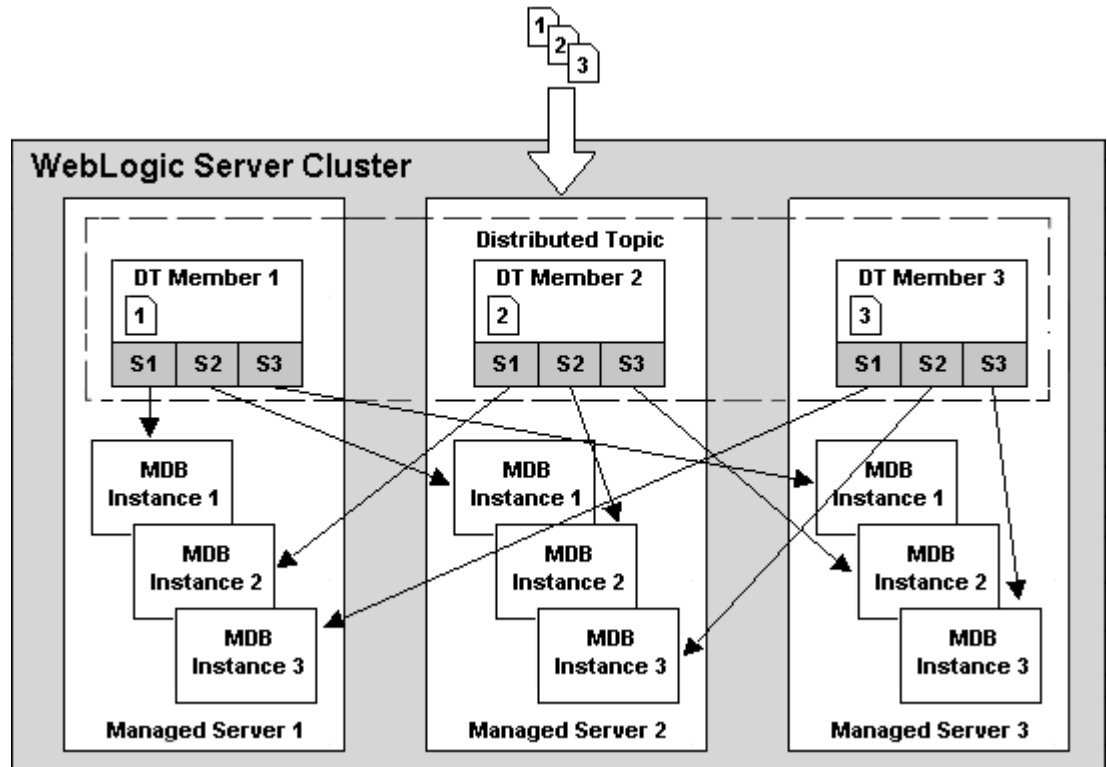 1
2
3
WebLogic Server Cluster
Distributed Topic
DT Member 1
1
S1 S2 S3
DT Member 2
2
S1 S2 S3
DT Member 3
3
S1 S2 S3
MDB
Instance 1
MDB
Instance 2
MDB
Instance 3
Managed Server 1
MDB
Instance 1
MDB
Instance 2
MDB
Instance 3
Managed Server 2
MDB
Instance 1
MDB
Instance 2
MDB
Instance 3
Managed Server 3